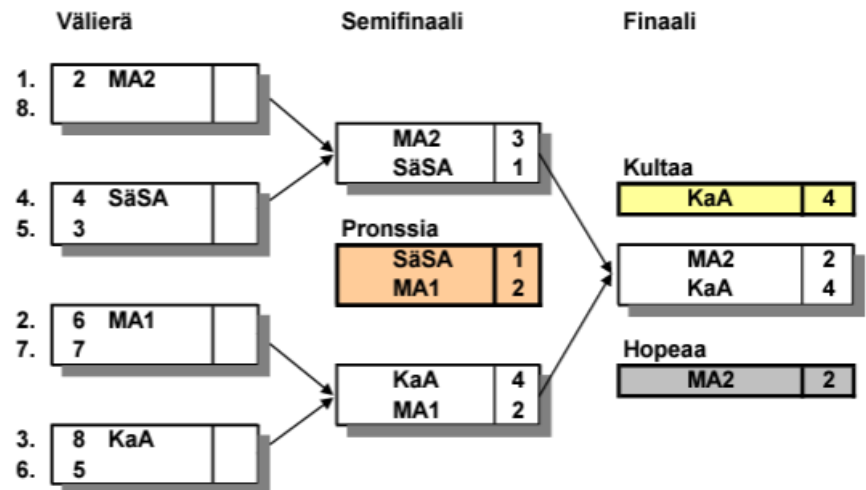 Välierä Semifinaali Finaali
1. 2 MA2
8.
MA2 3
SäSA 1
Kultaa
KaA 4
4. 4 SäSA
5. 3
Pronssia
SäSA 1
MA1 2
MA2 2
KaA 4
2. 6 MA1
7. 7
Hopeaa
MA2 2
KaA 4
MA1 2
3. 8 KaA
6. 5